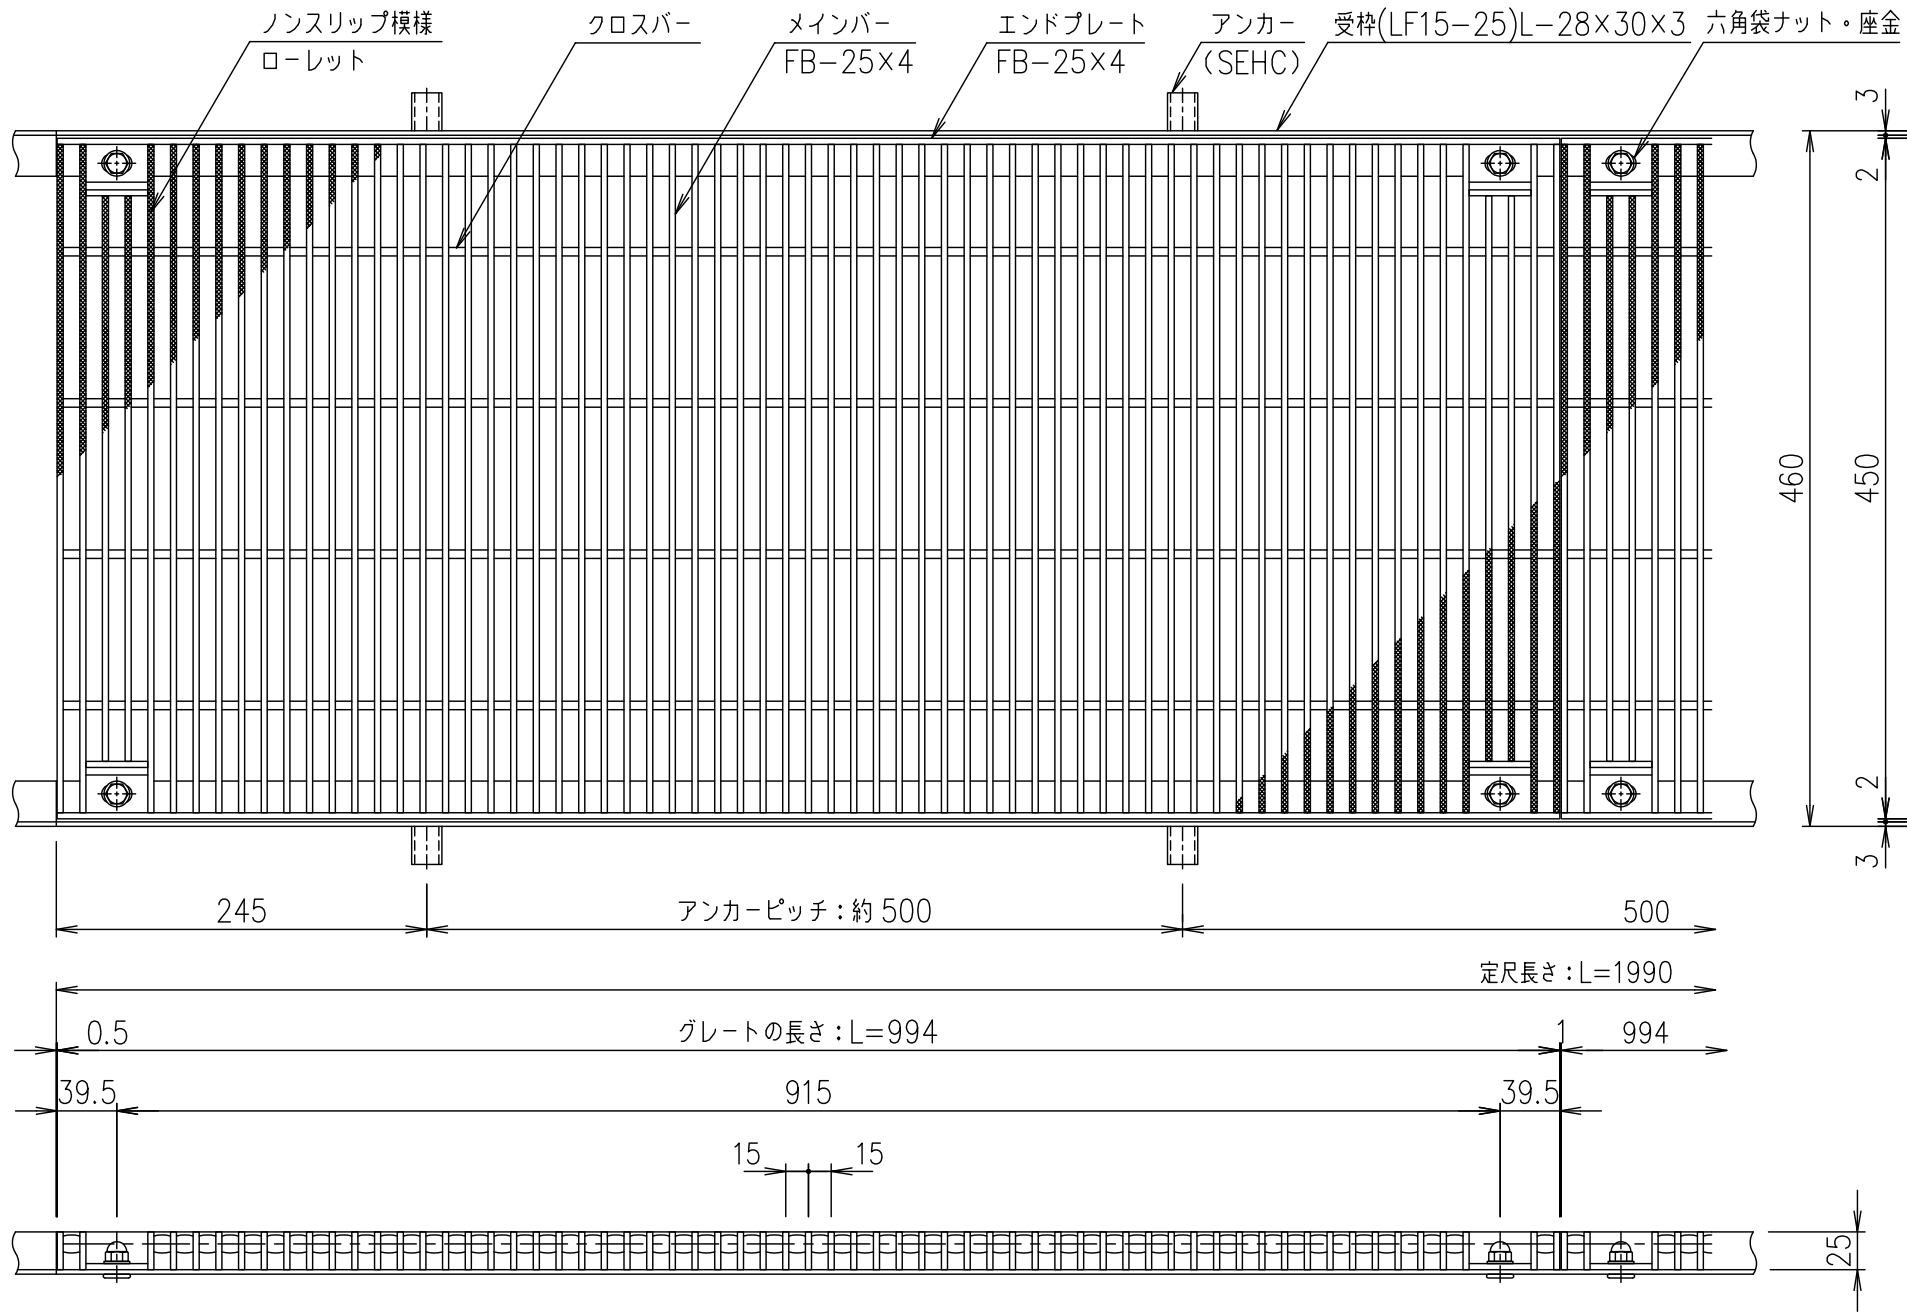 ノンスリップ模様
ローレット
クロスバー
メインバー
FB-25×4
エンドプレート
FB-25×4
アンカー
(SEHC)
受枠(LF15-25)L-28×30×3
六角袋ナット・座金
3
2
460
450
2
3
245
アンカーピッチ:約500
500
定尺長さ:L=1990
0.5
グレートの長さ:L=994
1
994
39.5
915
39.5
15
15
25